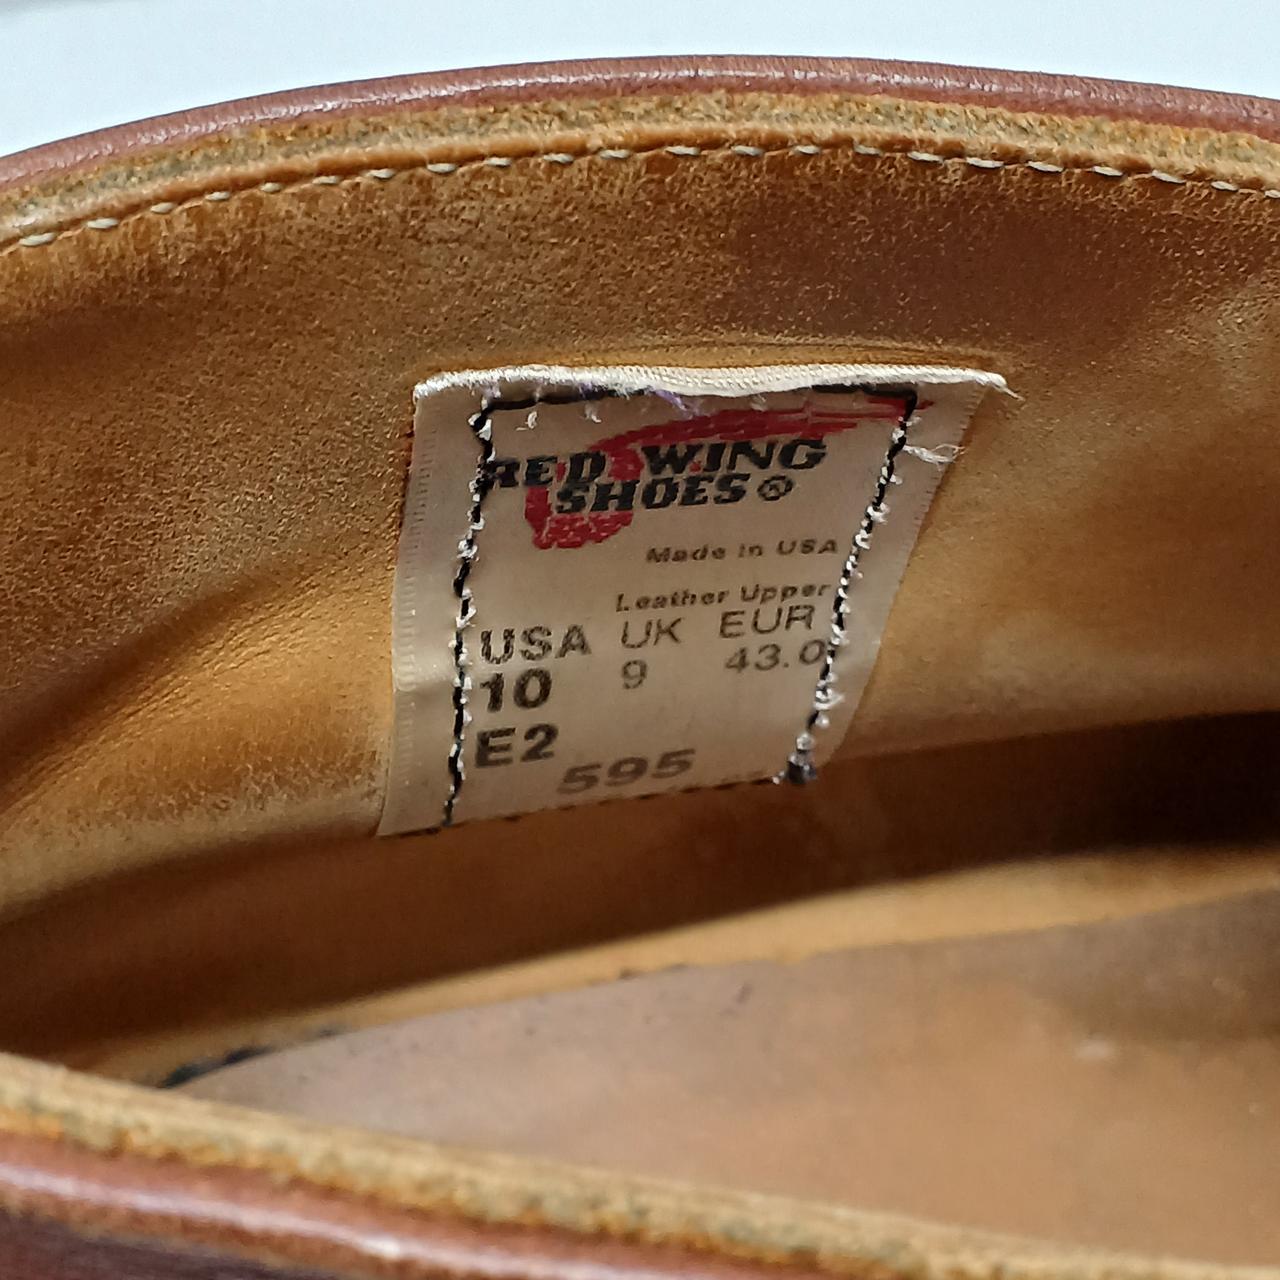 RED WING
SHOES®
Made in USA
Leather Upper
USA UK EUR
10 9 43.0
E2
595